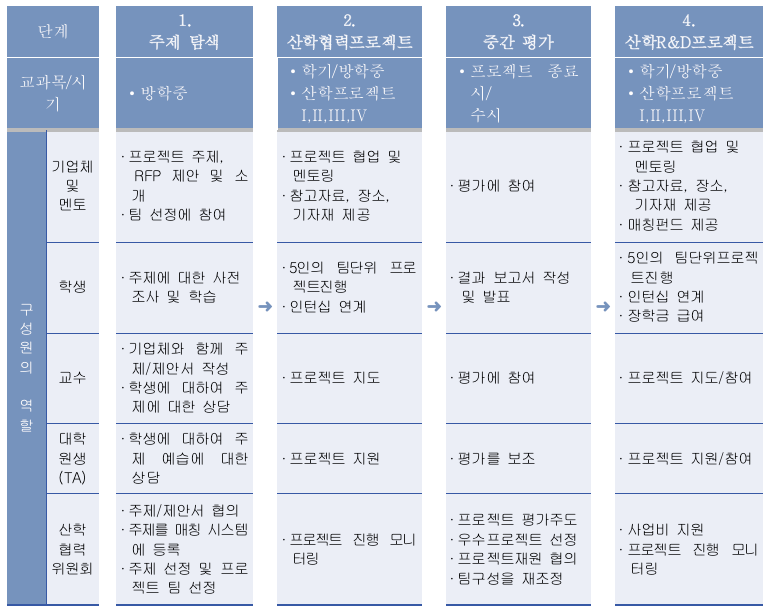 단계
1.
주제 탐색
2.
산학협력프로젝트
3.
중간 평가
4.
산학R&D프로젝트
교과목/시
기
• 방학중
• 학기/방학중
• 산학프로젝트
I,II,III,IV
• 프로젝트 종료
시/
수시
• 학기/방학중
• 산학프로젝트
I,II,III,IV
구성원의 역할
기업체
및
멘토
· 프로젝트 주제,
RFP 제안 및 소
개
· 팀 선정에 참여
· 프로젝트 협업 및
멘토링
· 참고자료, 장소,
기자재 제공
· 평가에 참여
· 프로젝트 협업 및
멘토링
· 참고자료, 장소,
기자재 제공
· 매칭펀드 제공
학생
· 주제에 대한 사전
조사 및 학습
→
· 5인의 팀단위 프로
젝트진행
· 인턴십 연계
→
· 결과 보고서 작성
및 발표
→
· 5인의 팀단위프로젝
트진행
· 인턴십 연계
· 장학금 급여
교수
· 기업체와 함께 주
제/제안서 작성
· 학생에 대하여 주
제에 대한 상담
· 프로젝트 지도
· 평가에 참여
· 프로젝트 지도/참여
대학
원생
(TA)
· 학생에 대하여 주
제 예습에 대한
상담
· 프로젝트 지원
· 평가를 보조
· 프로젝트 지원/참여
산학
협력
위원회
· 주제/제안서 협의
· 주제를 매칭 시스템
에 등록
· 주제 선정 및 프로
젝트 팀 선정
· 프로젝트 진행 모니
터링
· 프로젝트 평가주도
· 우수프로젝트 선정
· 프로젝트재원 협의
· 팀구성을 재조정
· 사업비 지원
· 프로젝트 진행 모니
터링